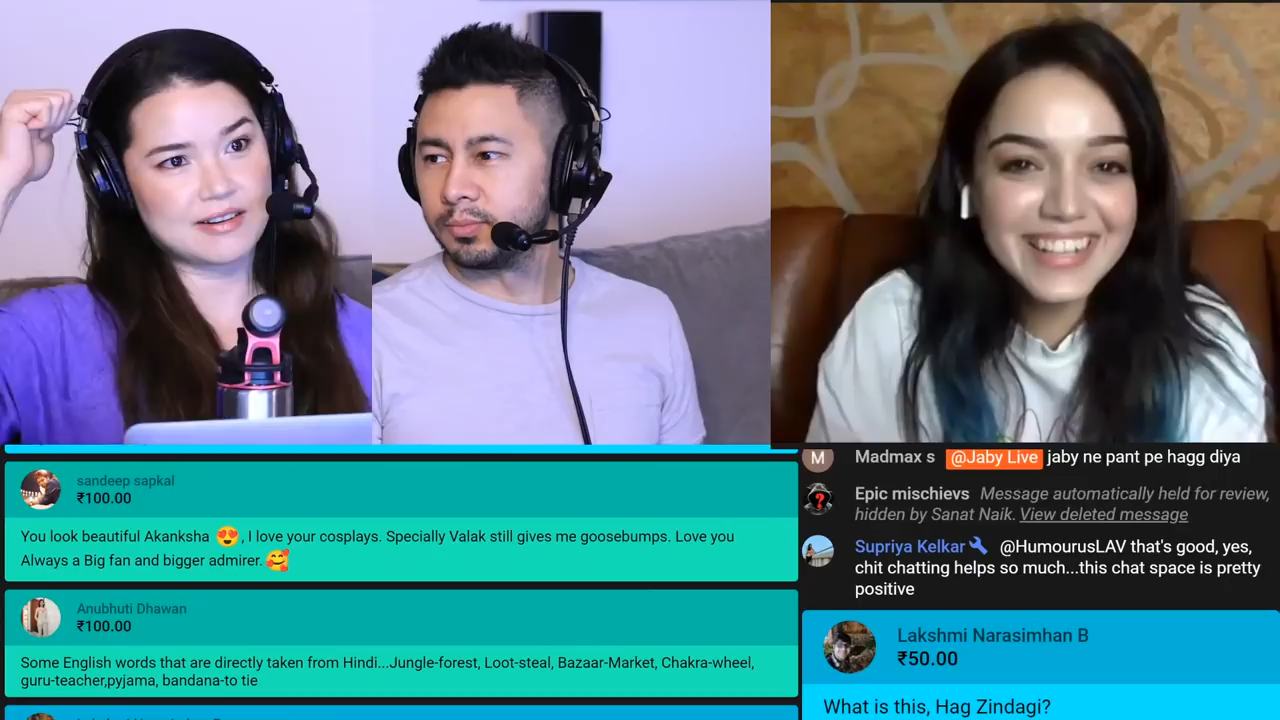 sandeep sapkal
₹100.00
You look beautiful Akanksha 😍, I love your cosplays. Specially Valak still gives me goosebumps. Love you
Always a Big fan and bigger admirer. 🥰
Anubhuti Dhawan
₹100.00
Some English words that are directly taken from Hindi...Jungle-forest, Loot-steal, Bazaar-Market, Chakra-wheel,
guru-teacher,pyjama, bandana-to tie
M
Madmax s @Jaby Live jaby ne pant pe hagg diya
Epic mischievs Message automatically held for review,
hidden by Sanat Naik. View deleted message
Supriya Kelkar🔧 @HumourusLAV that's good, yes,
chit chatting helps so much...this chat space is pretty
positive
Lakshmi Narasimhan B
₹50.00
What is this, Hag Zindagi?